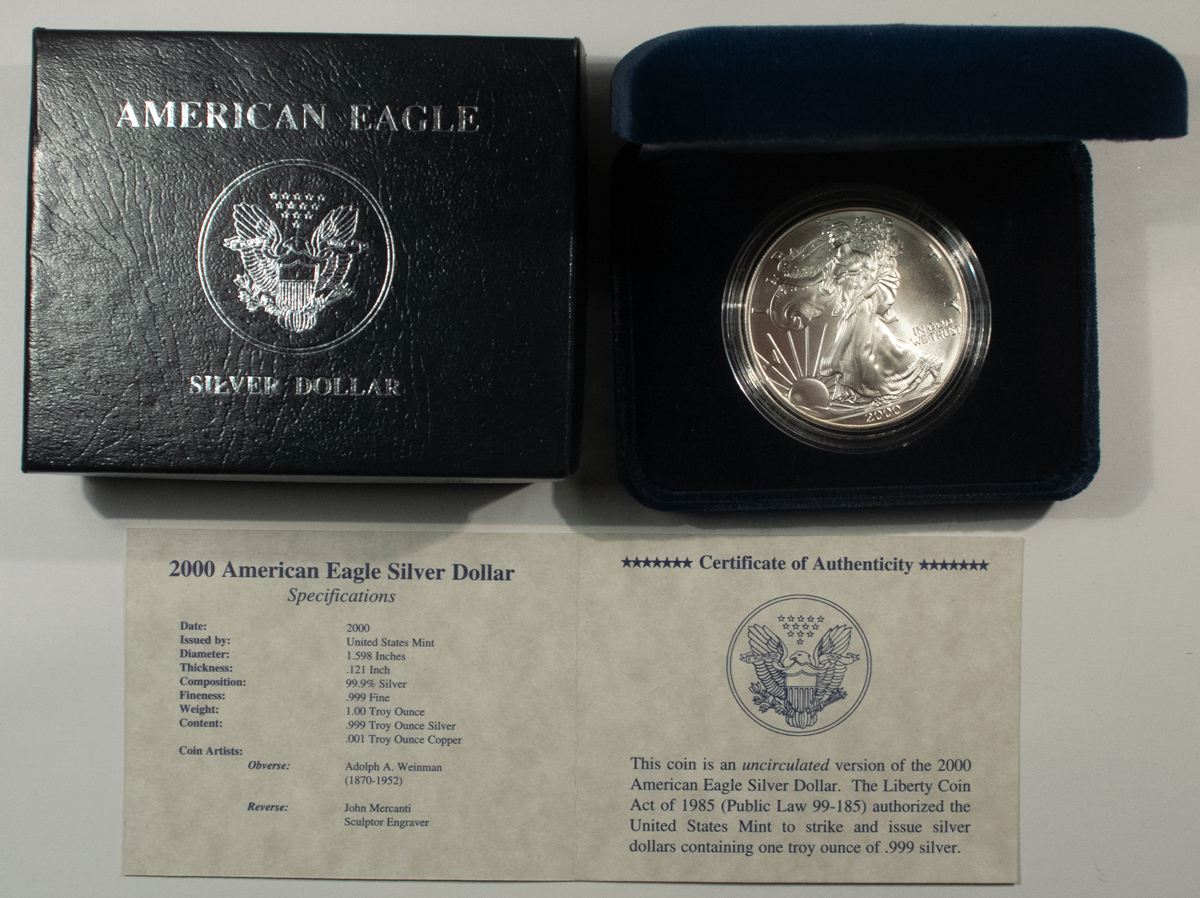 AMERICAN EAGLE
SILVER DOLLAR
IN GOD
WE TRUST
2000
2000 American Eagle Silver Dollar
Specifications
Date: 2000
Issued by: United States Mint
Diameter: 1.598 Inches
Thickness: .121 Inch
Composition: 99.9% Silver
Fineness: .999 Fine
Weight: 1.00 Troy Ounce
Content: .999 Troy Ounce Silver
.001 Troy Ounce Copper
Coin Artists:
Obverse: Adolph A. Weinman
(1870-1952)
Reverse: John Mercanti
Sculptor Engraver
★★★★★★★ Certificate of Authenticity ★★★★★★★
This coin is an uncirculated version of the 2000
American Eagle Silver Dollar. The Liberty Coin
Act of 1985 (Public Law 99-185) authorized the
United States Mint to strike and issue silver
dollars containing one troy ounce of .999 silver.